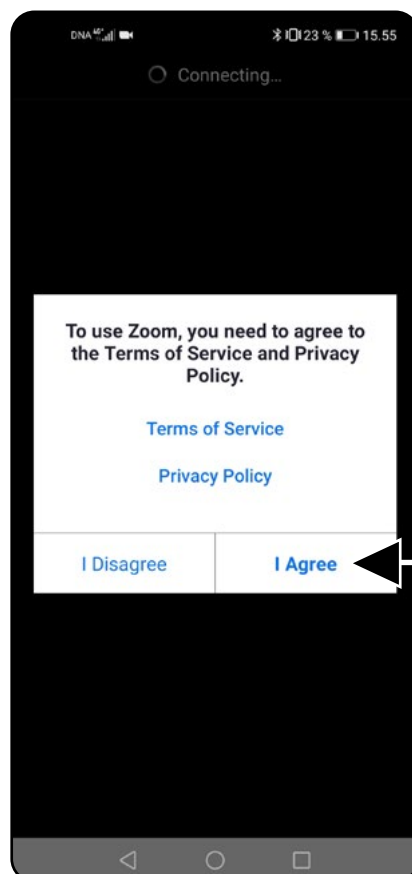 DNA 4G 23 % 15.55
Connecting...
To use Zoom, you need to agree to
the Terms of Service and Privacy
Policy.
Terms of Service
Privacy Policy
I Disagree I Agree